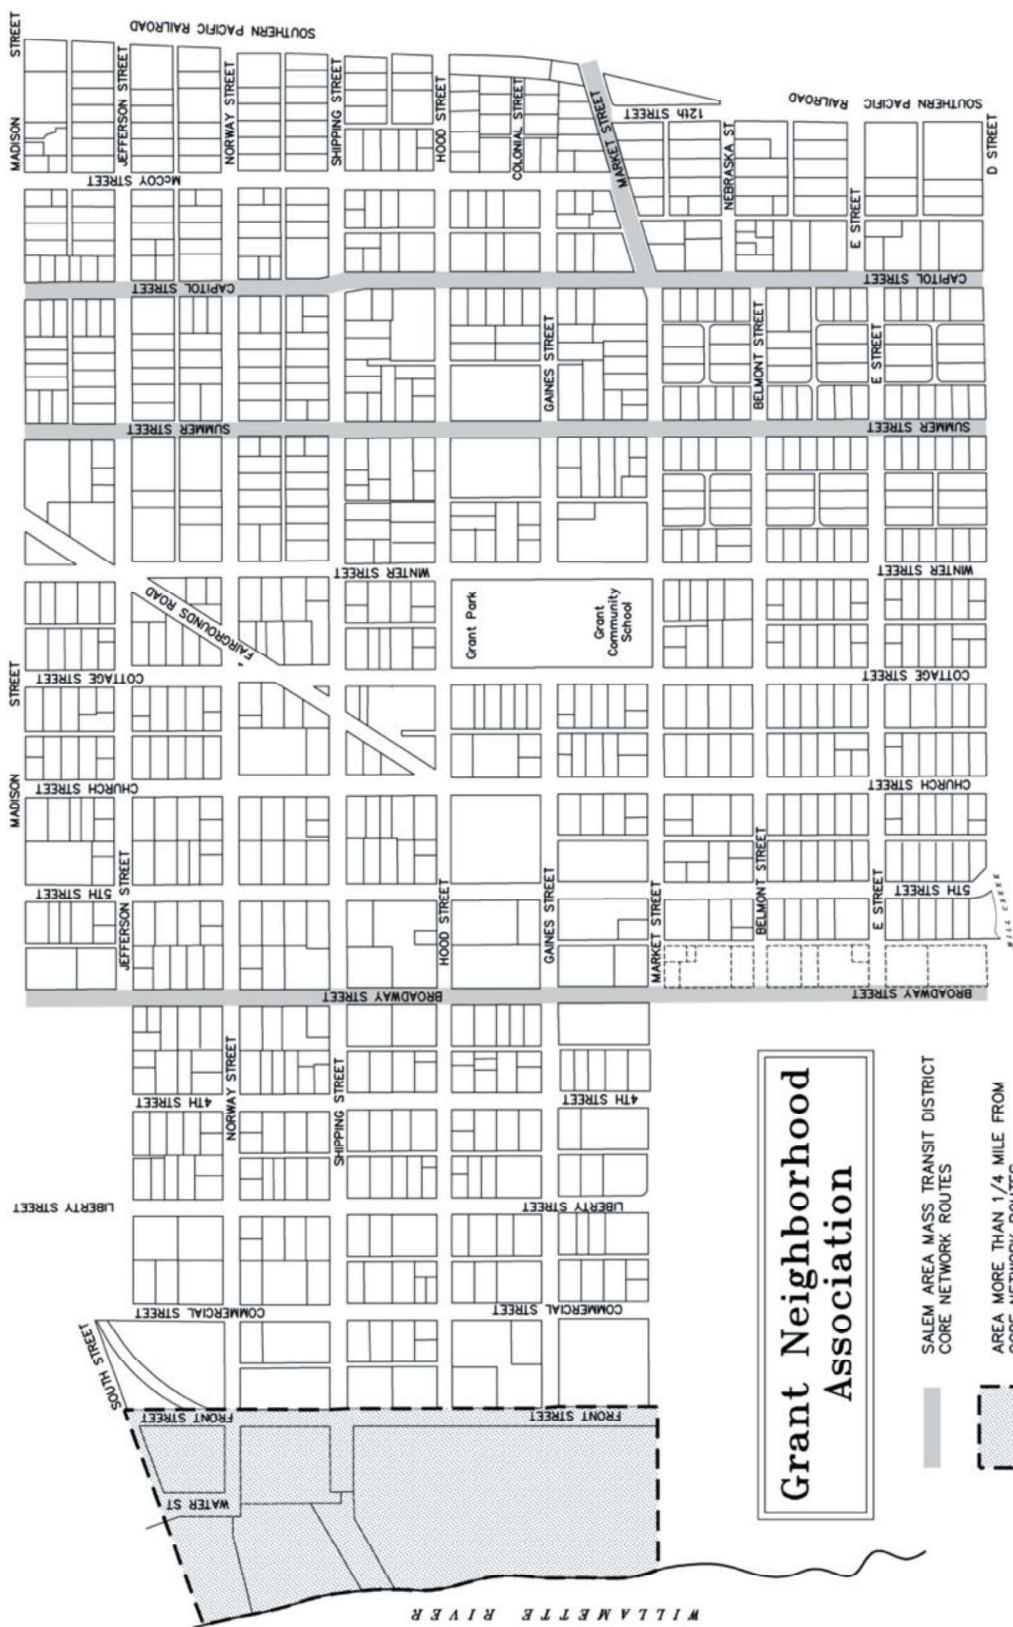 MADISON STREET
JEFFERSON STREET
NORWAY STREET
SHIPPING STREET
HOOD STREET
COLONIAL STREET
MARKET STREET
12th STREET
NEBRASKA ST
E STREET
D STREET
SOUTHERN PACIFIC RAILROAD
SOUTHERN PACIFIC RAILROAD
McCOY STREET
CAPITOL STREET
CAPITOL STREET
GAINES STREET
BELMONT STREET
E STREET
SUMMER STREET
SUMMER STREET
WINTER STREET
WINTER STREET
FAIRGROUNDS ROAD
Grant Park
Grant
Community
School
COTTAGE STREET
COTTAGE STREET
MADISON STREET
CHURCH STREET
CHURCH STREET
5TH STREET
5TH STREET
JEFFERSON STREET
HOOD STREET
GAINES STREET
MARKET STREET
BELMONT STREET
E STREET
MILL CREEK
BROADWAY STREET
BROADWAY STREET
NORWAY STREET
SHIPPING STREET
4TH STREET
4TH STREET
LIBERTY STREET
LIBERTY STREET
COMMERCIAL STREET
COMMERCIAL STREET
SOUTH STREET
FRONT STREET
FRONT STREET
WATER ST
WILLAMETTE RIVER
Grant Neighborhood
Association
SALEM AREA MASS TRANSIT DISTRICT
CORE NETWORK ROUTES
AREA MORE THAN 1/4 MILE FROM
CORE NETWORK ROUTES